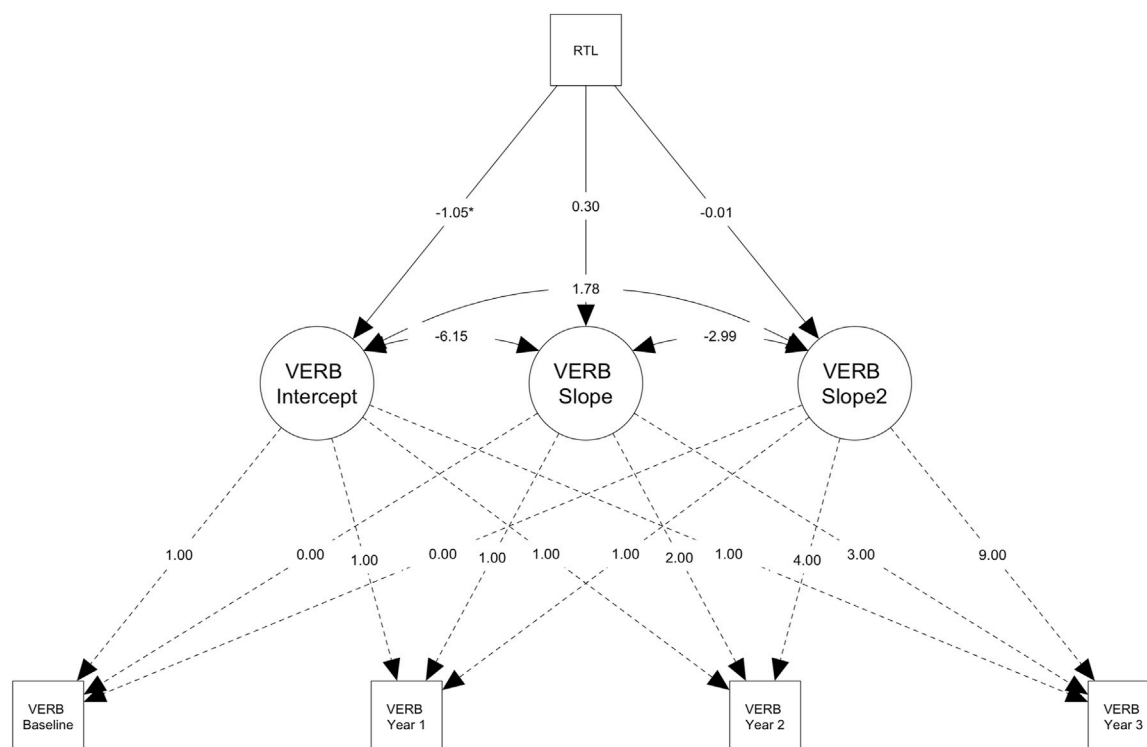 RTL
-1.05*
0.30
-0.01
1.78
-6.15
-2.99
VERB
Intercept
VERB
Slope
VERB
Slope2
1.00
0.00
1.00
0.00
1.00
1.00
1.00
2.00
1.00
4.00
3.00
9.00
VERB
Baseline
VERB
Year 1
VERB
Year 2
VERB
Year 3